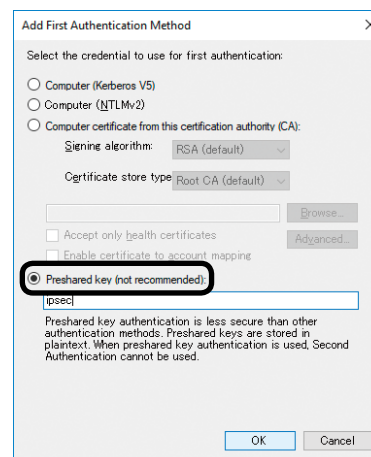 Add First Authentication Method
Select the credential to use for first authentication:
Computer (Kerberos V5)
Computer (NTLMv2)
Computer certificate from this certification authority (CA):
Signing algorithm:
RSA (default)
Certificate store type
Root CA (default)
Browse...
Accept only health certificates
Advanced...
Enable certificate to account mapping
Preshared key (not recommended):
ipsec
Preshared key authentication is less secure than other
authentication methods. Preshared keys are stored in
plaintext. When preshared key authentication is used, Second
Authentication cannot be used.
OK
Cancel